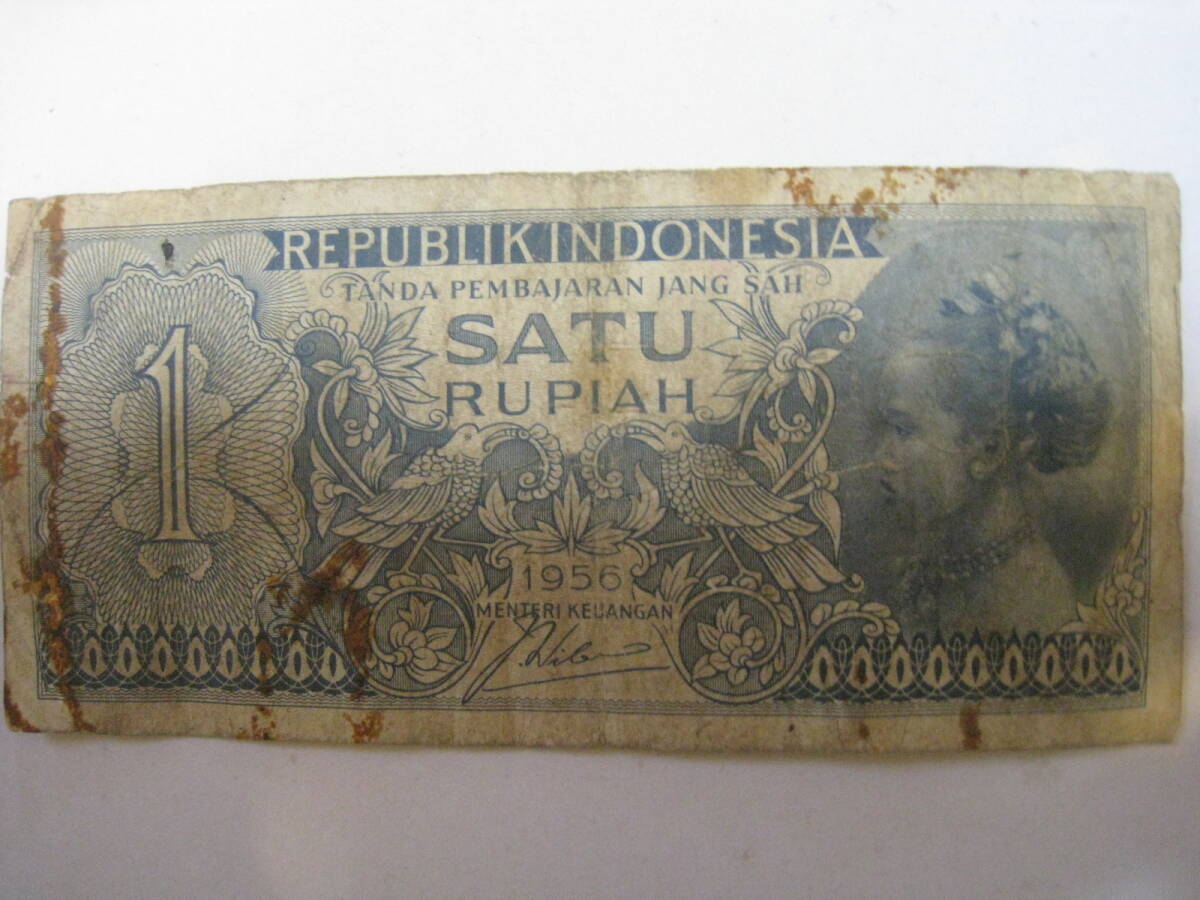 REPUBLIK INDONESIA
TANDA PEMBAJARAN JANG SAH
SATU
RUPIAH
1
1956
MENTERI KEUANGAN